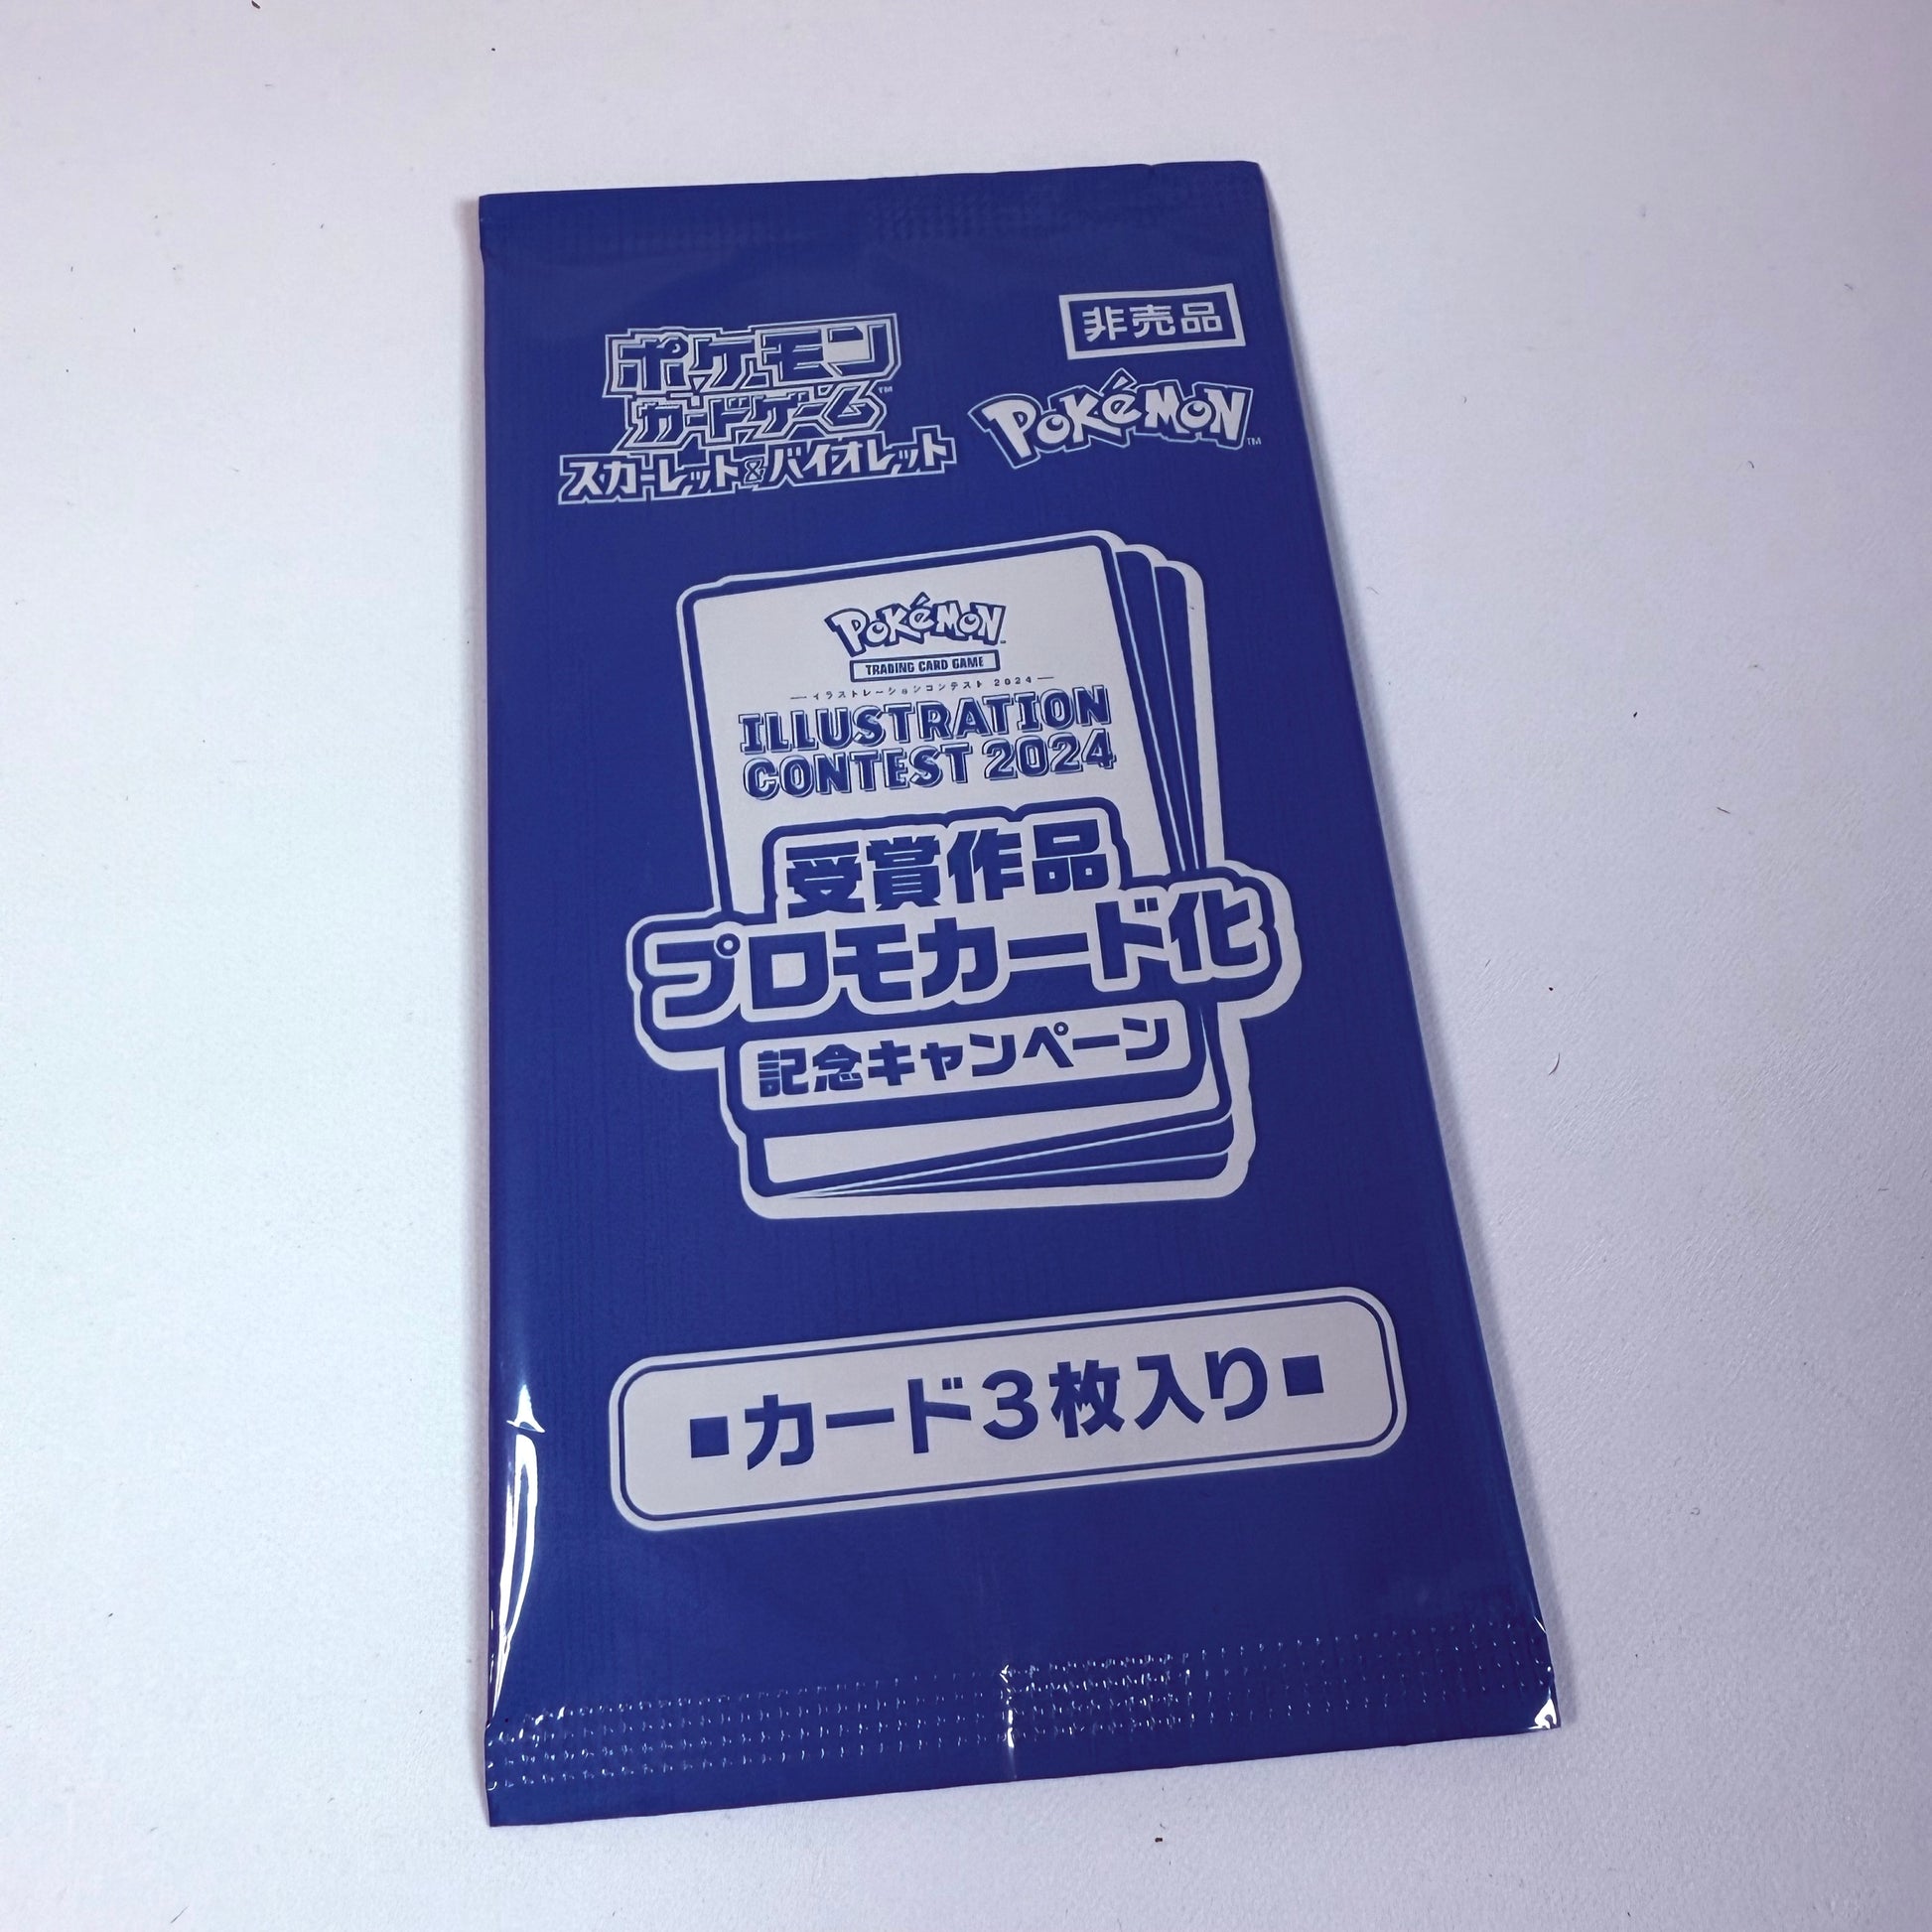 非売品
ポケモン
カードゲーム™
スカーレット&バイオレット
Pokémon™
Pokémon
TRADING CARD GAME
イラストレーションコンテスト 2024
ILLUSTRATION
CONTEST 2024
受賞作品
プロモカード化
記念キャンペーン
■カード3枚入り■